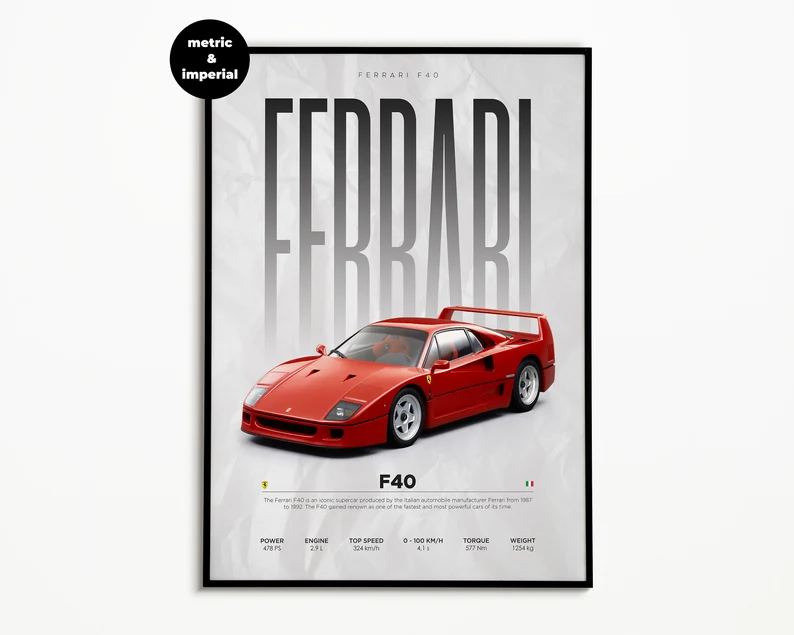 metric
&
imperial
FERRARI F40
FERRARI
F40
The Ferrari F40 is an iconic supercar produced by the Italian automobile manufacturer Ferrari from 1987
to 1992. The F40 gained renown as one of the fastest and most powerful cars of its time.
POWER ENGINE TOP SPEED 0 - 100 KM/H TORQUE WEIGHT
478 PS 2.9 L 324 km/h 4,1 s 577 Nm 1254 kg